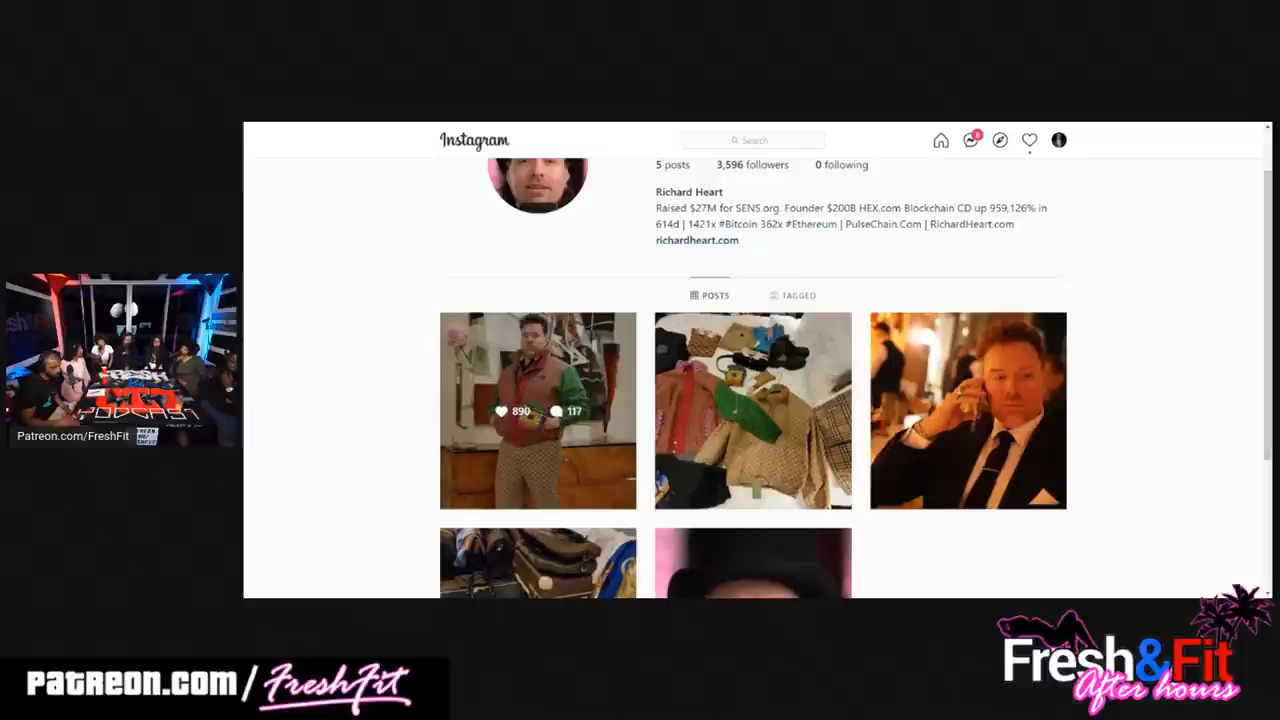 Instagram
Search
8
5 posts 3,596 followers 0 following
Richard Heart
Raised $27M for SENS.org. Founder $200B HEX.com Blockchain CD up 959,126% in
614d | 1421x #Bitcoin 362x #Ethereum | PulseChain.Com | RichardHeart.com
richardheart.com
POSTS TAGGED
890 117
PODCAST
Patreon.com/FreshFit
Patreon.com/FreshFit
Fresh&Fit
After hours